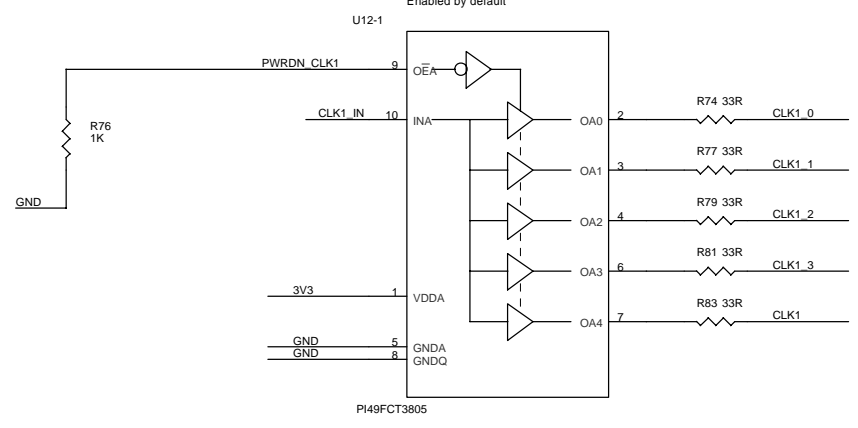 Enabled by default
U12-1
PWRDN_CLK1 9 OEA
CLK1_IN 10 INA
R76
1K
GND
OA0 2 R74 33R CLK1_0
OA1 3 R77 33R CLK1_1
OA2 4 R79 33R CLK1_2
OA3 6 R81 33R CLK1_3
OA4 7 R83 33R CLK1
3V3 1 VDDA
GND 5 GNDA
GND 8 GNDQ
PI49FCT3805